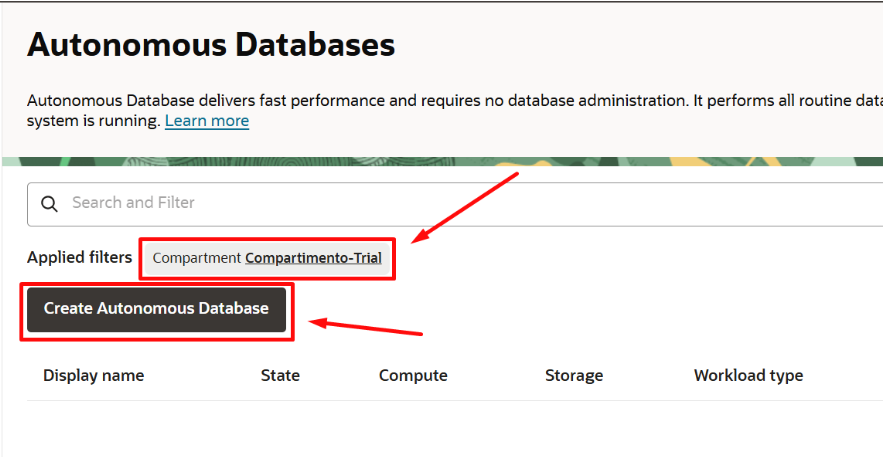 Autonomous Databases
Autonomous Database delivers fast performance and requires no database administration. It performs all routine data
system is running. Learn more
Search and Filter
Applied filters Compartment Compartimento-Trial
Create Autonomous Database
Display name State Compute Storage Workload type